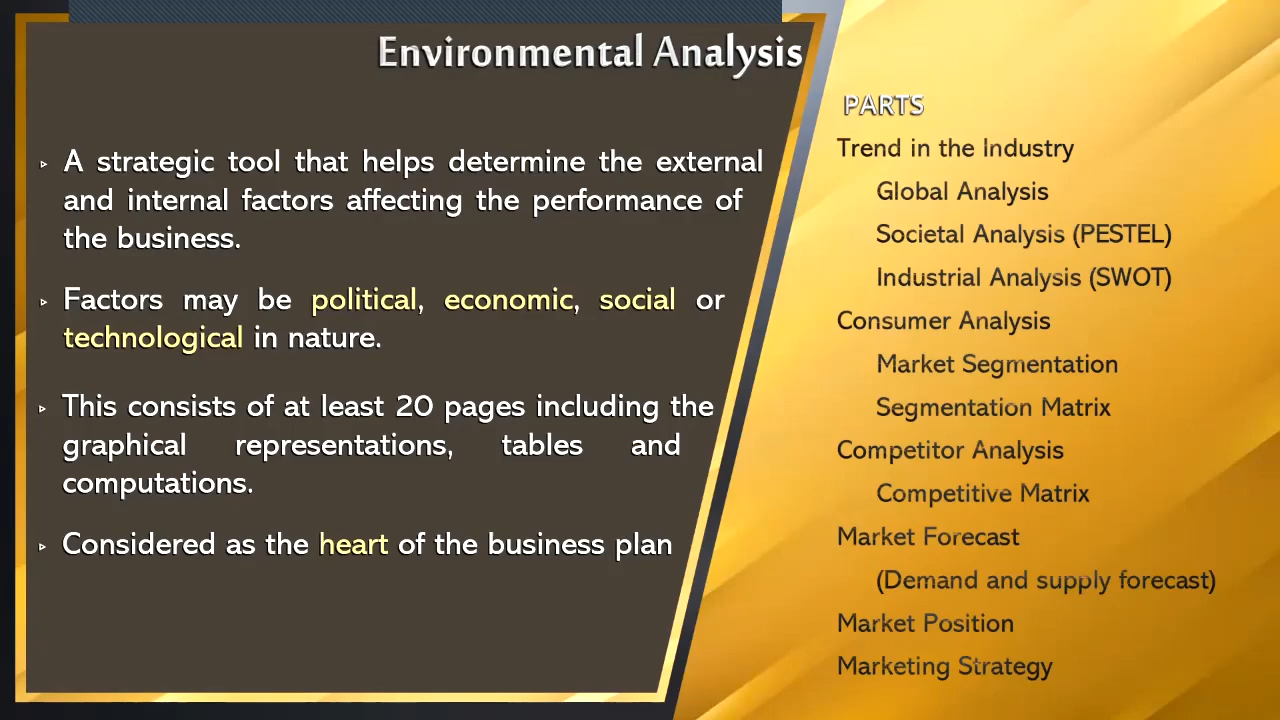 Environmental Analysis
▹ A strategic tool that helps determine the external
and internal factors affecting the performance of
the business.
▹ Factors may be political, economic, social or
technological in nature.
▹ This consists of at least 20 pages including the
graphical representations, tables and
computations.
▹ Considered as the heart of the business plan
PARTS
Trend in the Industry
Global Analysis
Societal Analysis (PESTEL)
Industrial Analysis (SWOT)
Consumer Analysis
Market Segmentation
Segmentation Matrix
Competitor Analysis
Competitive Matrix
Market Forecast
(Demand and supply forecast)
Market Position
Marketing Strategy